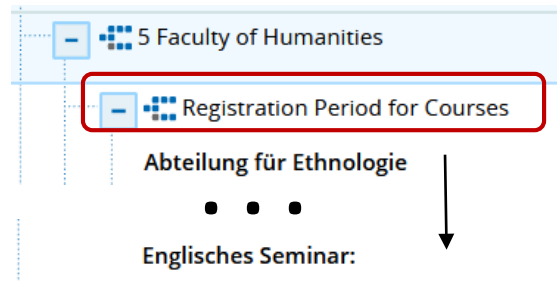 5 Faculty of Humanities
Registration Period for Courses
Abteilung für Ethnologie
Englisches Seminar: